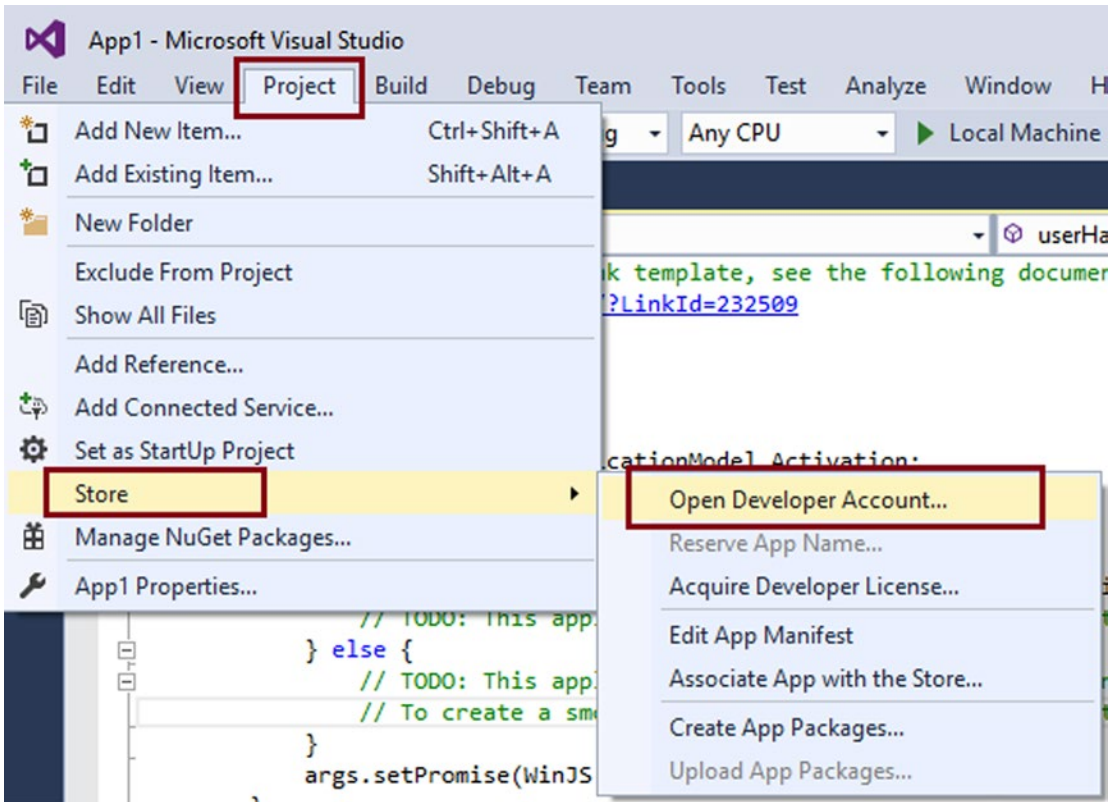 App1 - Microsoft Visual Studio
File Edit View Project Build Debug Team Tools Test Analyze Window H
Add New Item... Ctrl+Shift+A
g Any CPU Local Machine
Add Existing Item... Shift+Alt+A
New Folder
userHa
Exclude From Project
k template, see the following documen
Show All Files
?LinkId=232509
Add Reference...
Add Connected Service...
Set as StartUp Project
icationModel Activation;
Store
Open Developer Account...
Manage NuGet Packages...
Reserve App Name...
App1 Properties...
Acquire Developer License...
// TODO: This app
Edit App Manifest
} else {
// TODO: This appl
Associate App with the Store...
// To create a smo
Create App Packages...
}
args.setPromise(WinJS
Upload App Packages...
}